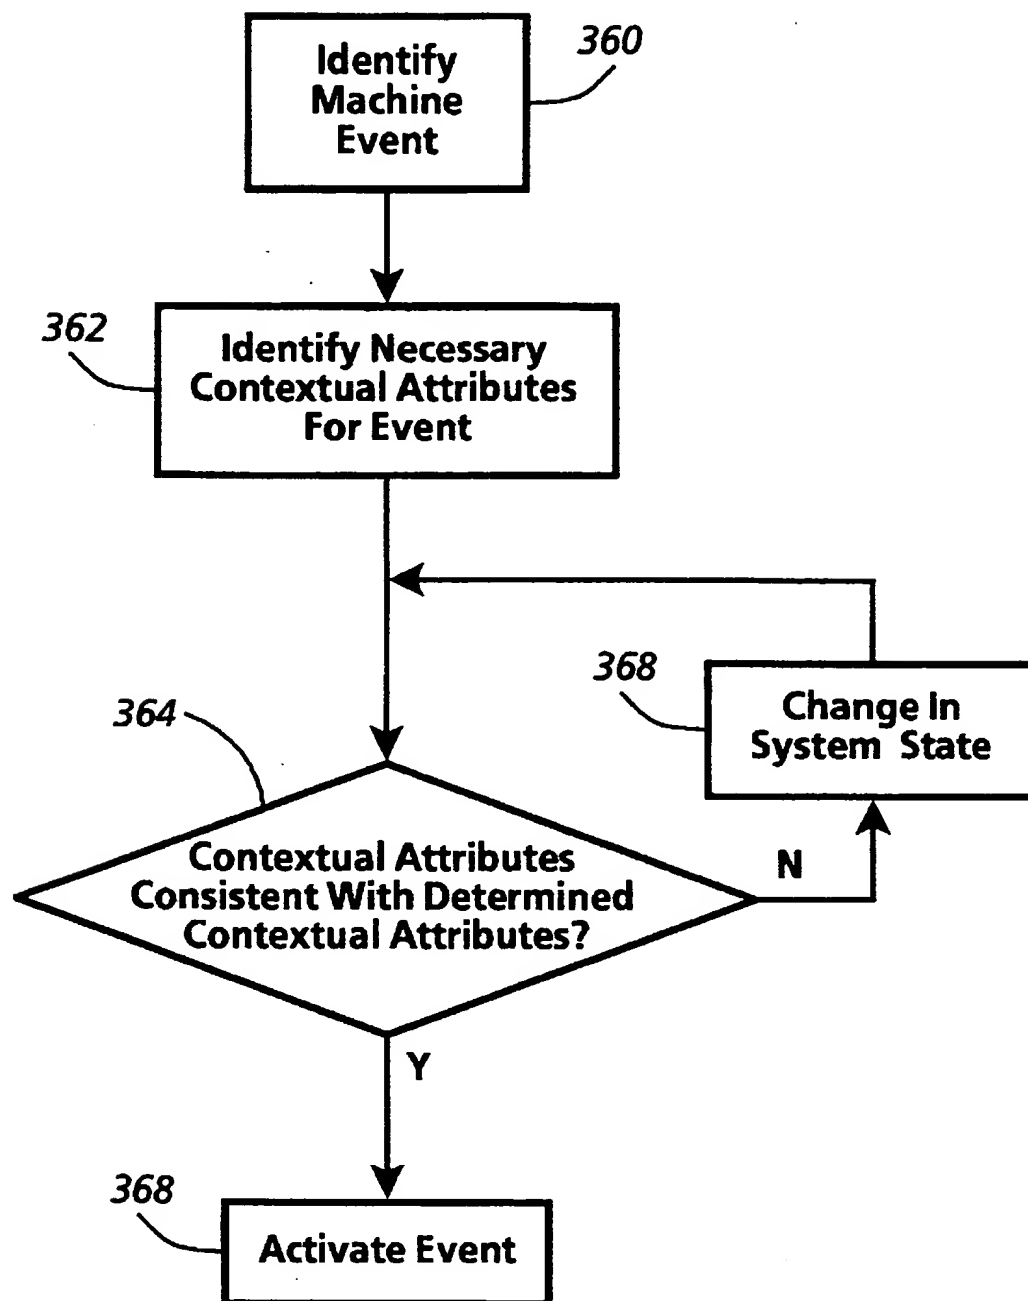 360
Identify
Machine
Event
362
Identify Necessary
Contextual Attributes
For Event
368
Change In
System State
364
Contextual Attributes
Consistent With Determined
Contextual Attributes?
N
Y
368
Activate Event